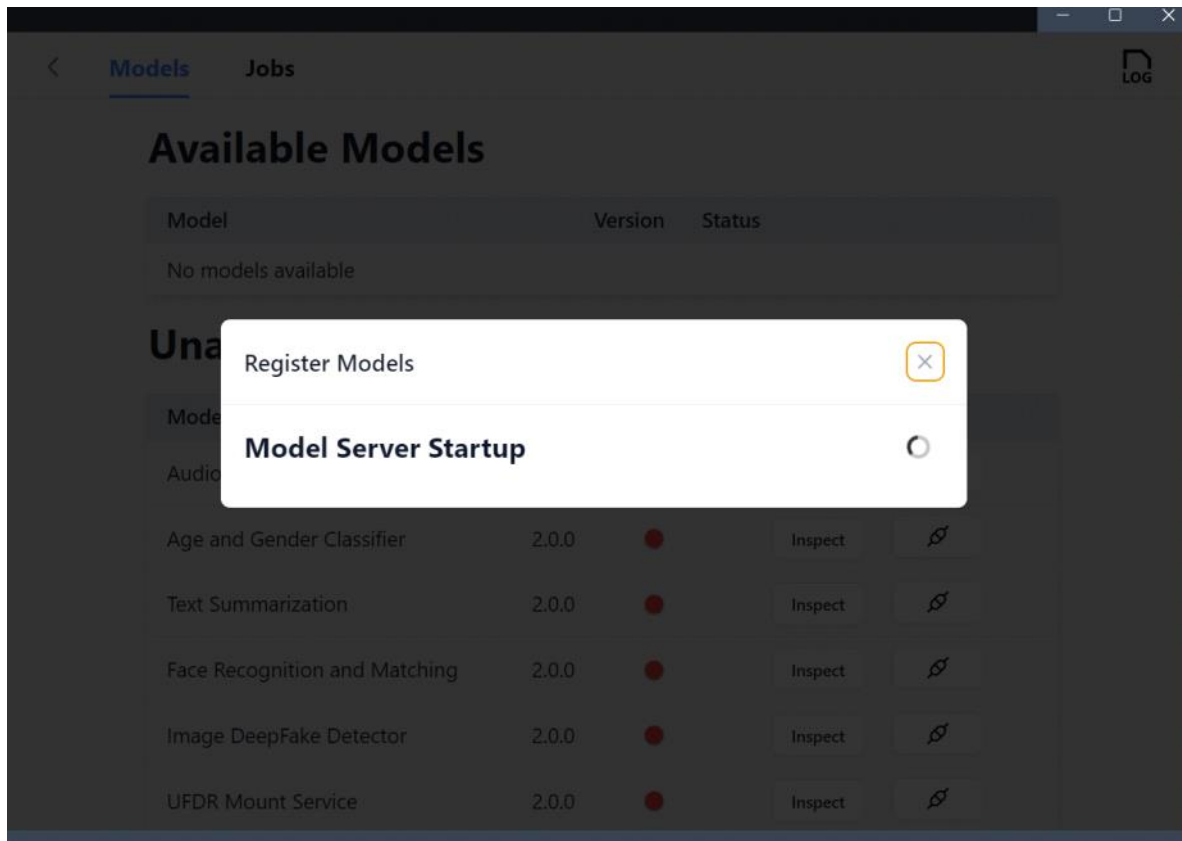 Models Jobs
LOG
Available Models
Model Version Status
No models available
Una
Register Models
Mode
Model Server Startup
Audio
Age and Gender Classifier 2.0.0 Inspect
Text Summarization 2.0.0 Inspect
Face Recognition and Matching 2.0.0 Inspect
Image DeepFake Detector 2.0.0 Inspect
UFDR Mount Service 2.0.0 Inspect